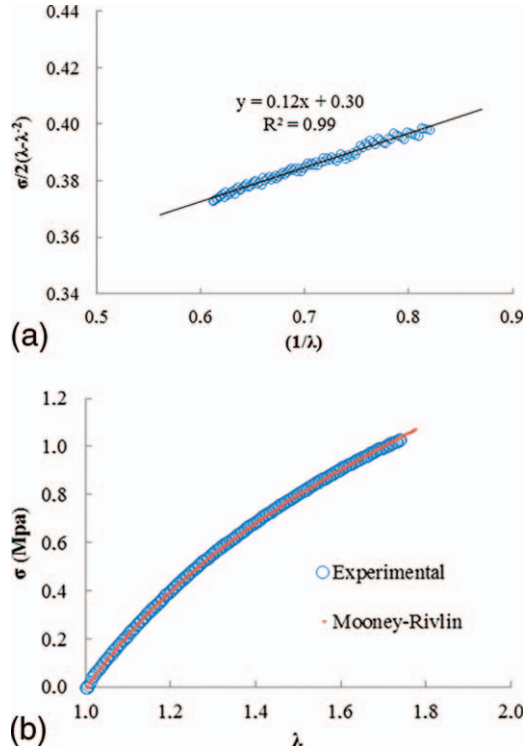 0.44
0.42
0.40
0.38
0.36
0.34
σ/2(λ-λ⁻²)
y = 0.12x + 0.30
R² = 0.99
0.5 0.6 0.7 0.8 0.9
(1/λ)
(a)
1.2
1.0
0.8
0.6
0.4
0.2
0.0
σ (Mpa)
Experimental
Mooney-Rivlin
1.0 1.2 1.4 1.6 1.8 2.0
λ
(b)